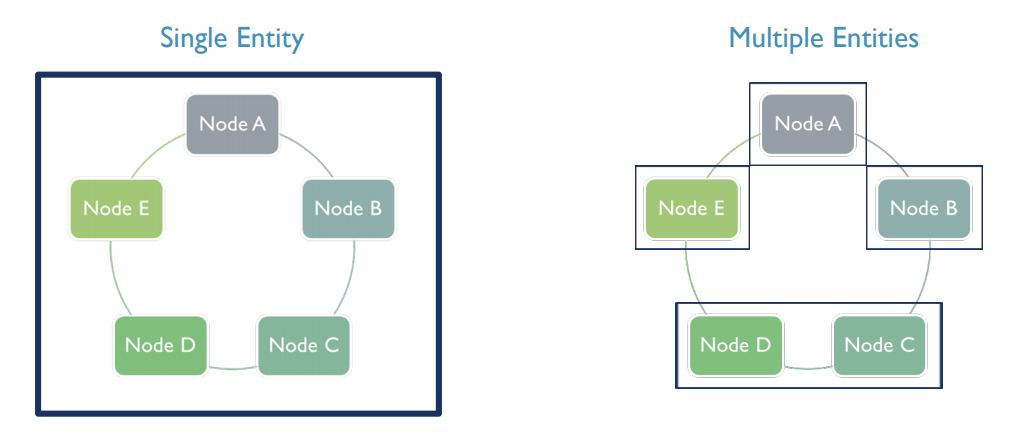 Single Entity
Multiple Entities
Node A
Node E
Node B
Node D
Node C
Node A
Node E
Node B
Node D
Node C